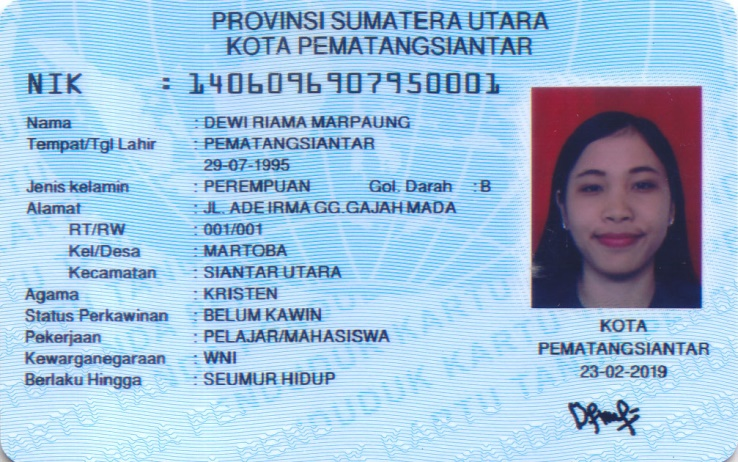 PROVINSI SUMATERA UTARA
KOTA PEMATANGSIANTAR
NIK : 1406096907950001
Nama : DEWI RIAMA MARPAUNG
Tempat/Tgl Lahir : PEMATANGSIANTAR
29-07-1995
Jenis kelamin : PEREMPUAN Gol. Darah : B
Alamat : JL. ADE IRMA GG.GAJAH MADA
RT/RW : 001/001
Kel/Desa : MARTOBA
Kecamatan : SIANTAR UTARA
Agama : KRISTEN
Status Perkawinan : BELUM KAWIN
Pekerjaan : PELAJAR/MAHASISWA
Kewarganegaraan : WNI
Berlaku Hingga : SEUMUR HIDUP
KOTA
PEMATANGSIANTAR
23-02-2019